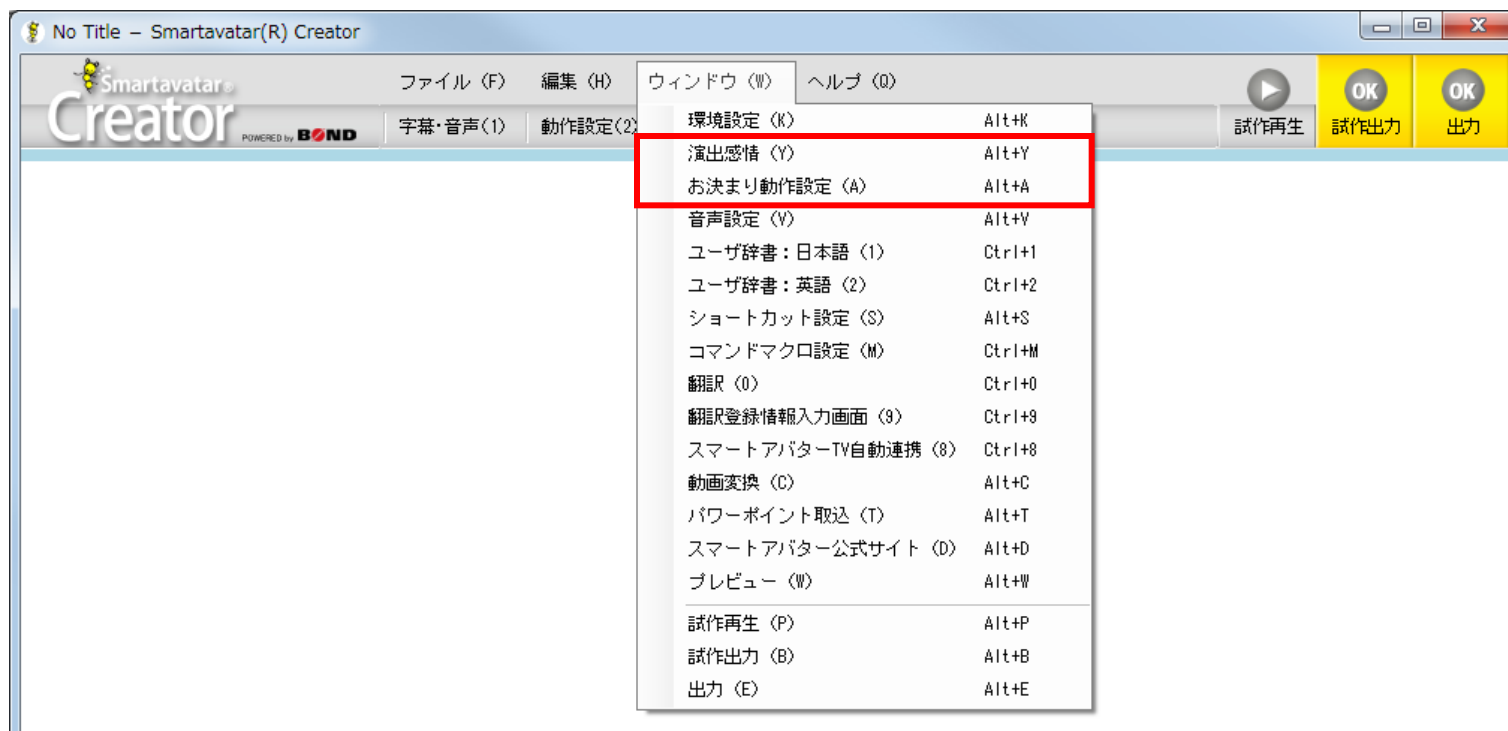 No Title – Smartavatar(R) Creator
Smartavatar®
Creator POWERED by BOND
ファイル (F) 編集 (H) ウィンドウ (W) ヘルプ (Q)
字幕・音声(1) 動作設定(2)
試作再生 OK 試作出力 OK 出力
環境設定 (K) Alt+K
演出感情 (Y) Alt+Y
お決まり動作設定 (A) Alt+A
音声設定 (V) Alt+V
ユーザ辞書：日本語 (1) Ctrl+1
ユーザ辞書：英語 (2) Ctrl+2
ショートカット設定 (S) Alt+S
コマンドマクロ設定 (M) Ctrl+M
翻訳 (0) Ctrl+0
翻訳登録情報入力画面 (9) Ctrl+9
スマートアバターTV自動連携 (8) Ctrl+8
動画変換 (C) Alt+C
パワーポイント取込 (T) Alt+T
スマートアバター公式サイト (D) Alt+D
プレビュー (W) Alt+W
試作再生 (P) Alt+P
試作出力 (B) Alt+B
出力 (E) Alt+E